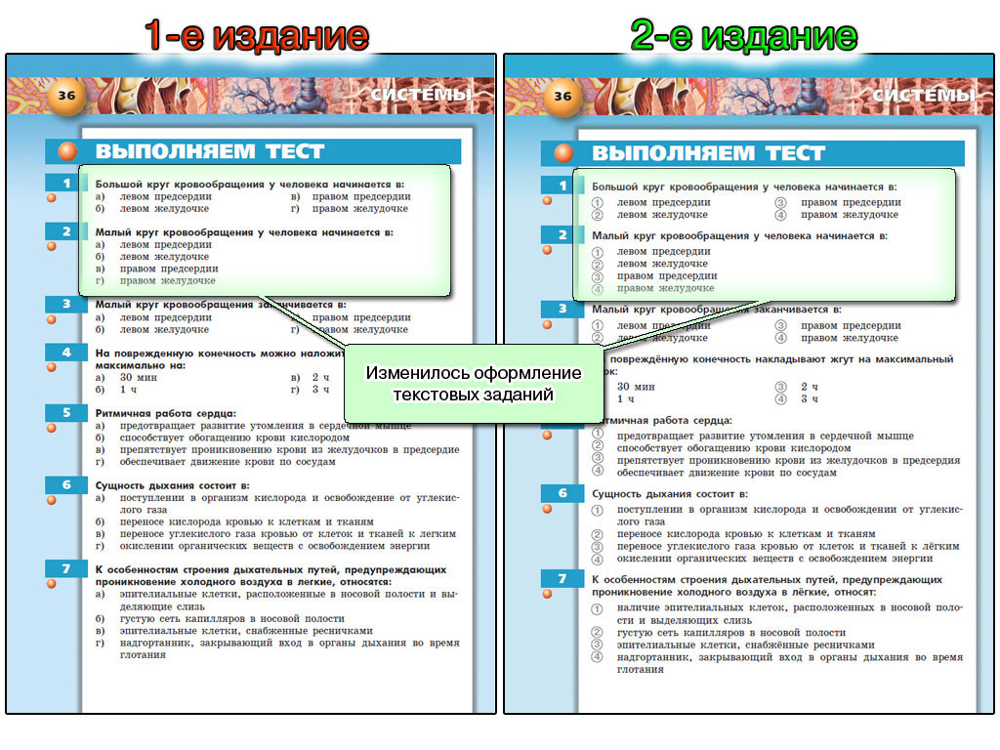 1-е издание
36
СИСТЕМЫ
ВЫПОЛНЯЕМ ТЕСТ
1 Большой круг кровообращения у человека начинается в:
а) левом предсердии в) правом предсердии
б) левом желудочке г) правом желудочке
2 Малый круг кровообращения у человека начинается в:
а) левом предсердии
б) левом желудочке
в) правом предсердии
г) правом желудочке
3 Малый круг кровообращения заканчивается в:
а) левом предсердии правом предсердии
б) левом желудочке г) правом желудочке
4 На поврежденную конечность можно наложит
максимально на:
а) 30 мин в) 2 ч
б) 1 ч г) 3 ч
5 Ритмичная работа сердца:
а) предотвращает развитие утомления в сердечной мышце
б) способствует обогащению крови кислородом
в) препятствует проникновению крови из желудочков в предсердие
г) обеспечивает движение крови по сосудам
6 Сущность дыхания состоит в:
а) поступлении в организм кислорода и освобождение от углекис-
лого газа
б) переносе кислорода кровью к клеткам и тканям
в) переносе углекислого газа кровью от клеток и тканей к легким
г) окислении органических веществ с освобождением энергии
7 К особенностям строения дыхательных путей, предупреждающих
проникновение холодного воздуха в легкие, относятся:
а) эпителиальные клетки, расположенные в носовой полости и вы-
деляющие слизь
б) густую сеть капилляров в носовой полости
в) эпителиальные клетки, снабженные ресничками
г) надгортанник, закрывающий вход в органы дыхания во время
глотания
Изменилось оформление
текстовых заданий
2-е издание
36
СИСТЕМЫ
ВЫПОЛНЯЕМ ТЕСТ
1 Большой круг кровообращения у человека начинается в:
1 левом предсердии 3 правом предсердии
2 левом желудочке 4 правом желудочке
2 Малый круг кровообращения у человека начинается в:
1 левом предсердии
2 левом желудочке
3 правом предсердии
4 правом желудочке
3 Малый круг кровообращения заканчивается в:
1 левом предсердии 3 правом предсердии
2 левом желудочке 4 правом желудочке
повреждённую конечность накладывают жгут на максимальный
ок:
30 мин 3 2 ч
1 ч 4 3 ч
итмичная работа сердца:
1 предотвращает развитие утомления в сердечной мышце
2 способствует обогащению крови кислородом
3 препятствует проникновению крови из желудочков в предсердия
4 обеспечивает движение крови по сосудам
6 Сущность дыхания состоит в:
1 поступлении в организм кислорода и освобождении от углекис-
лого газа
2 переносе кислорода кровью к клеткам и тканям
3 переносе углекислого газа кровью от клеток и тканей к лёгким
4 окислении органических веществ с освобождением энергии
7 К особенностям строения дыхательных путей, предупреждающих
проникновение холодного воздуха в лёгкие, относят:
1 наличие эпителиальных клеток, расположенных в носовой поло-
сти и выделяющих слизь
2 густую сеть капилляров в носовой полости
3 эпителиальные клетки, снабжённые ресничками
4 надгортанник, закрывающий вход в органы дыхания во время
глотания